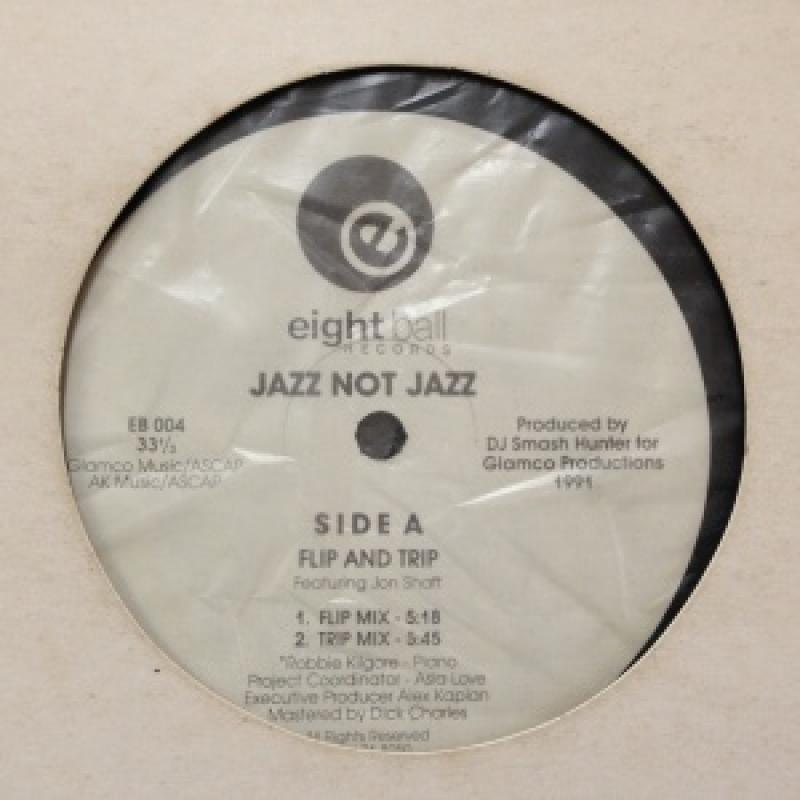 e
eight ball
RECORDS
JAZZ NOT JAZZ
EB 004
33⅓
Glamco Music/ASCAP
AK Music/ASCAP
Produced by
DJ Smash Hunter for
Glamco Productions
1991
SIDE A
FLIP AND TRIP
Featuring Jon Shaft
1. FLIP MIX - 5:18
2. TRIP MIX - 5:45
*Robbie Kilgore - Piano
Project Coordinator - Asia Love
Executive Producer Alex Kaplan
Mastered by Dick Charles
All Rights Reserved